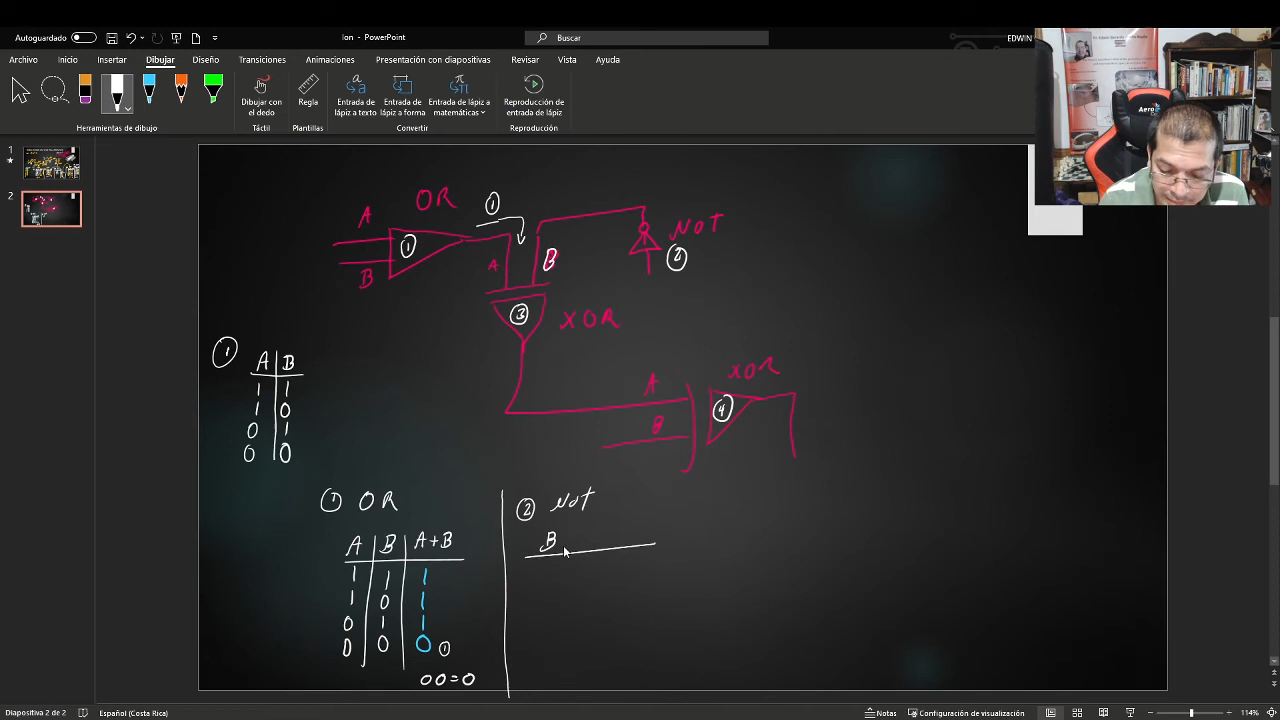 Autoguardado
Ion - PowerPoint
Buscar
EDWIN
Archivo Inicio Insertar Dibujar Diseño Transiciones Animaciones Presentación con diapositivas Revisar Vista Ayuda
Dibujar con el dedo
Regla
Entrada de lápiz a texto
Entrada de lápiz a forma
Entrada de lápiz a matemáticas
Reproducción de entrada de lápiz
Herramientas de dibujo Táctil Plantillas Convertir Reproducción
1
2
OR
A
B
1
1
A
B
NOT
2
3
XOR
A
B
XOR
4
1
A B
1 1
1 0
0 1
0 0
1 OR
A B A+B
1 1 1
1 0 1
0 1 1
0 0 0 1
00=0
2 Not
B
Diapositiva 2 de 2
Español (Costa Rica)
Notas
Configuración de visualización
114%